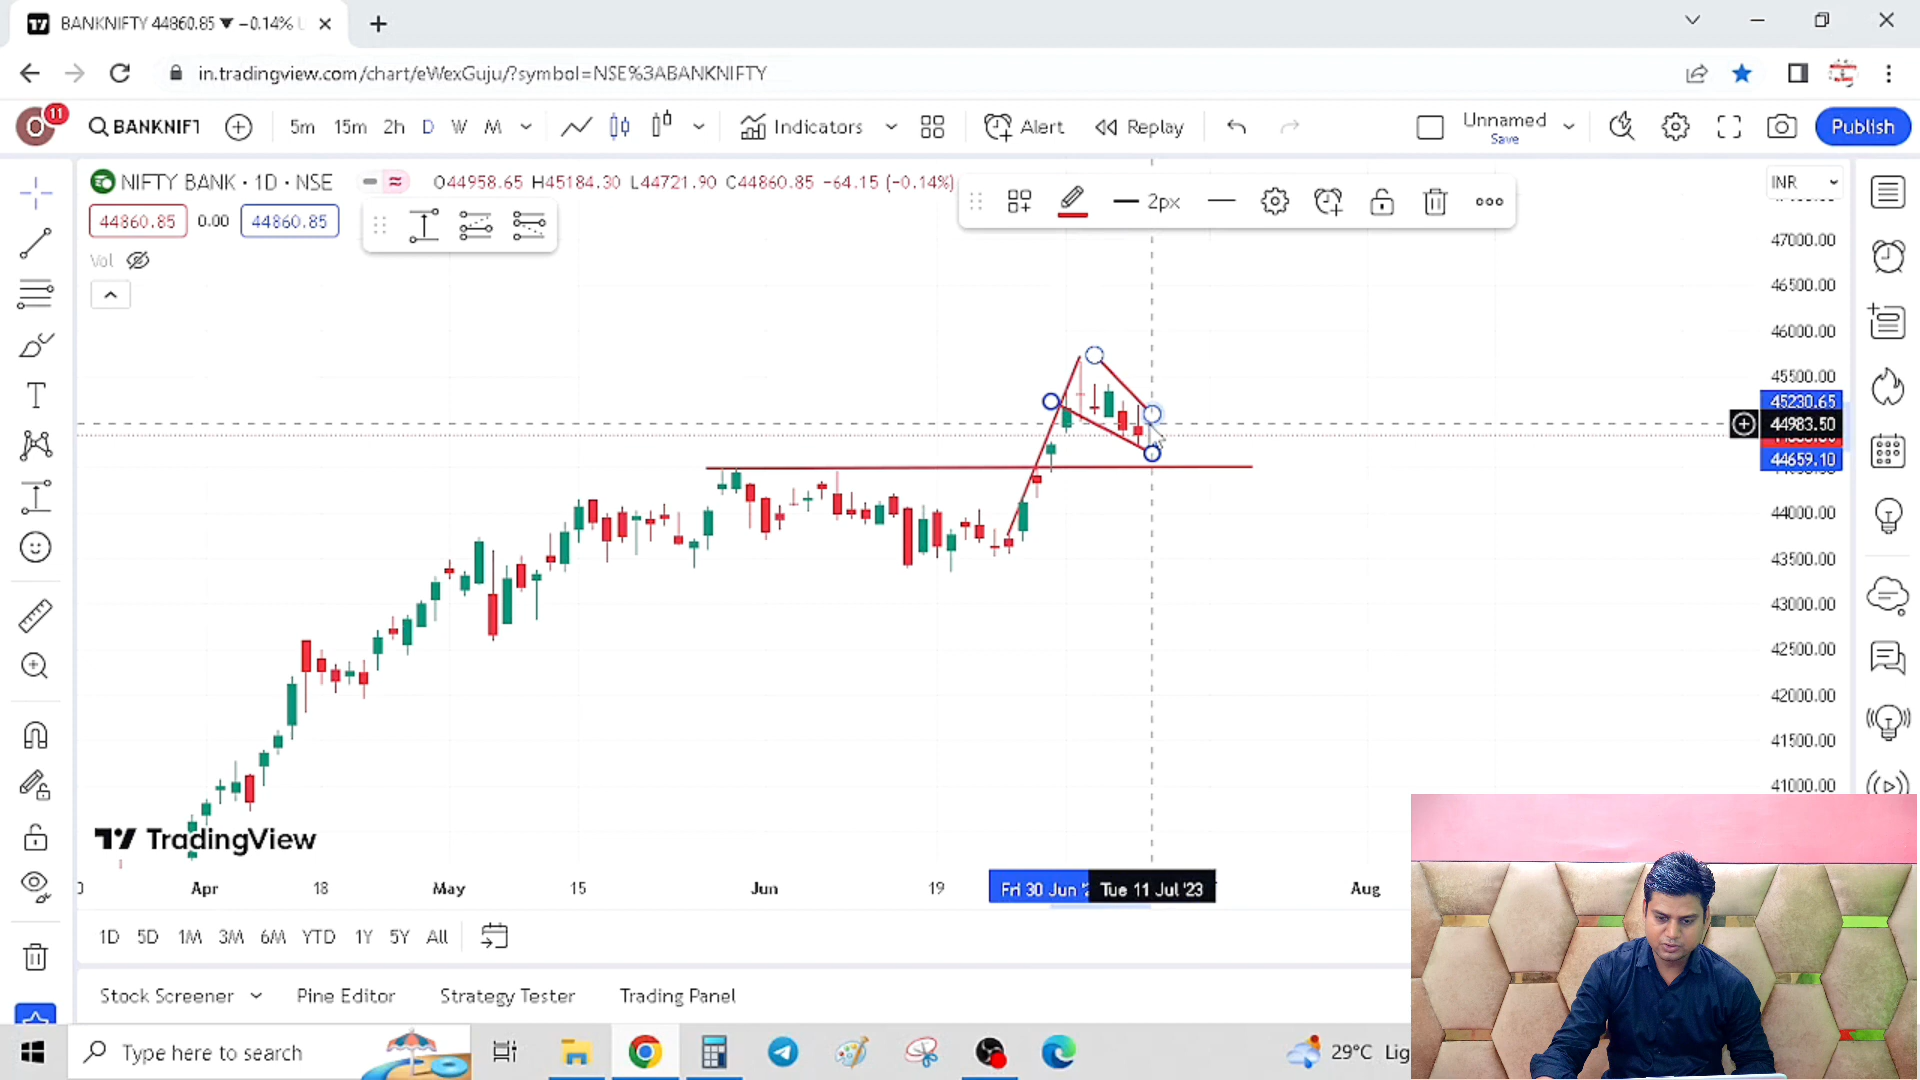 BANKNIFTY 44860.85 ▼ −0.14%
in.tradingview.com/chart/eWexGuju/?symbol=NSE%3ABANKNIFTY
11
BANKNIFT 5m 15m 2h D W M Indicators Alert Replay Unnamed Save Publish
NIFTY BANK · 1D · NSE O44958.65 H45184.30 L44721.90 C44860.85 −64.15 (−0.14%)
2px
INR
44860.85 0.00 44860.85
Vol
47000.00
46500.00
46000.00
45500.00
45230.65
44983.50
44659.10
44000.00
43500.00
43000.00
42500.00
42000.00
41500.00
41000.00
TradingView
Apr 18 May 15 Jun 19 Fri 30 Jun Tue 11 Jul '23 Aug
1D 5D 1M 3M 6M YTD 1Y 5Y All
Stock Screener Pine Editor Strategy Tester Trading Panel
Type here to search
29°C Lig